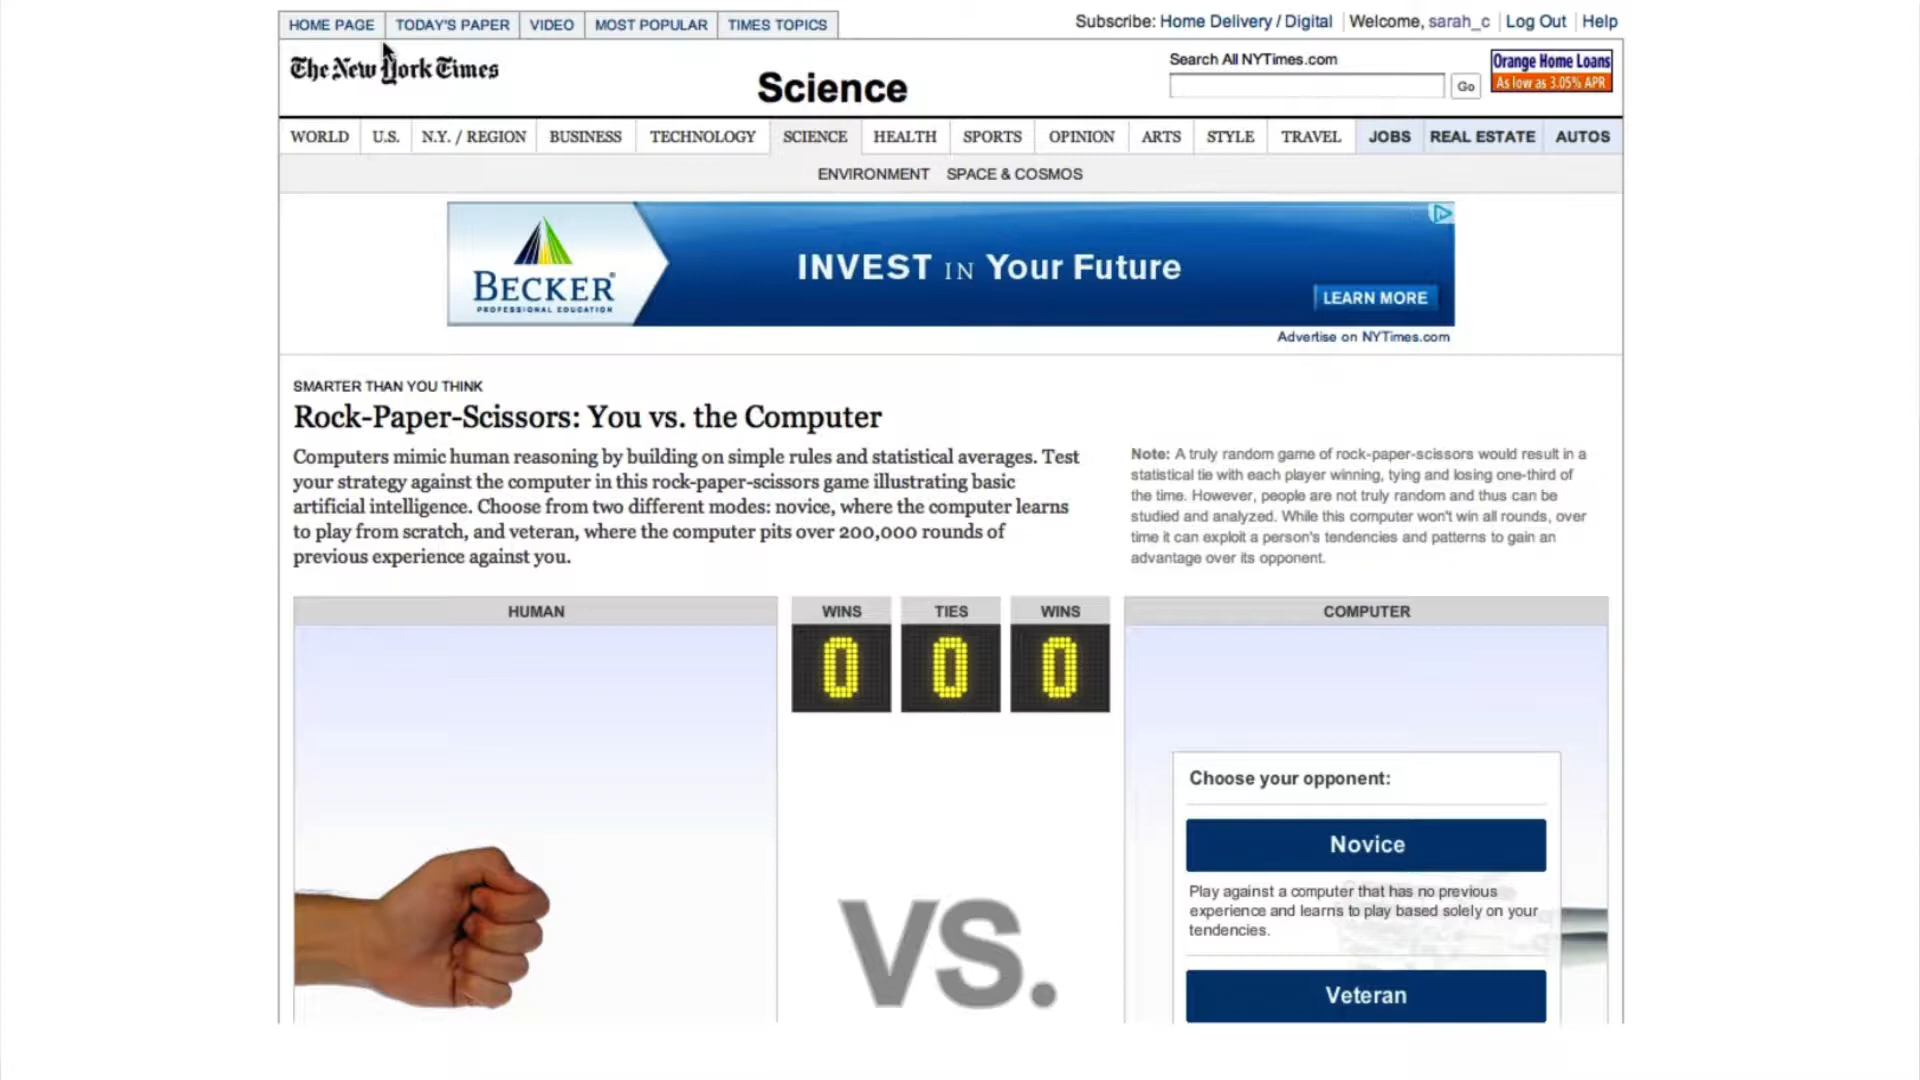 HOME PAGE TODAY'S PAPER VIDEO MOST POPULAR TIMES TOPICS
Subscribe: Home Delivery / Digital Welcome, sarah_c Log Out Help
The New York Times
Science
Search All NYTimes.com
Go
Orange Home Loans
As low as 3.05% APR
WORLD U.S. N.Y. / REGION BUSINESS TECHNOLOGY SCIENCE HEALTH SPORTS OPINION ARTS STYLE TRAVEL JOBS REAL ESTATE AUTOS
ENVIRONMENT SPACE & COSMOS
BECKER®
PROFESSIONAL EDUCATION
INVEST IN Your Future
LEARN MORE
Advertise on NYTimes.com
SMARTER THAN YOU THINK
Rock-Paper-Scissors: You vs. the Computer
Computers mimic human reasoning by building on simple rules and statistical averages. Test
your strategy against the computer in this rock-paper-scissors game illustrating basic
artificial intelligence. Choose from two different modes: novice, where the computer learns
to play from scratch, and veteran, where the computer pits over 200,000 rounds of
previous experience against you.
Note: A truly random game of rock-paper-scissors would result in a
statistical tie with each player winning, tying and losing one-third of
the time. However, people are not truly random and thus can be
studied and analyzed. While this computer won't win all rounds, over
time it can exploit a person's tendencies and patterns to gain an
advantage over its opponent.
HUMAN
WINS TIES WINS
0 0 0
COMPUTER
VS.
Choose your opponent:
Novice
Play against a computer that has no previous
experience and learns to play based solely on your
tendencies.
Veteran